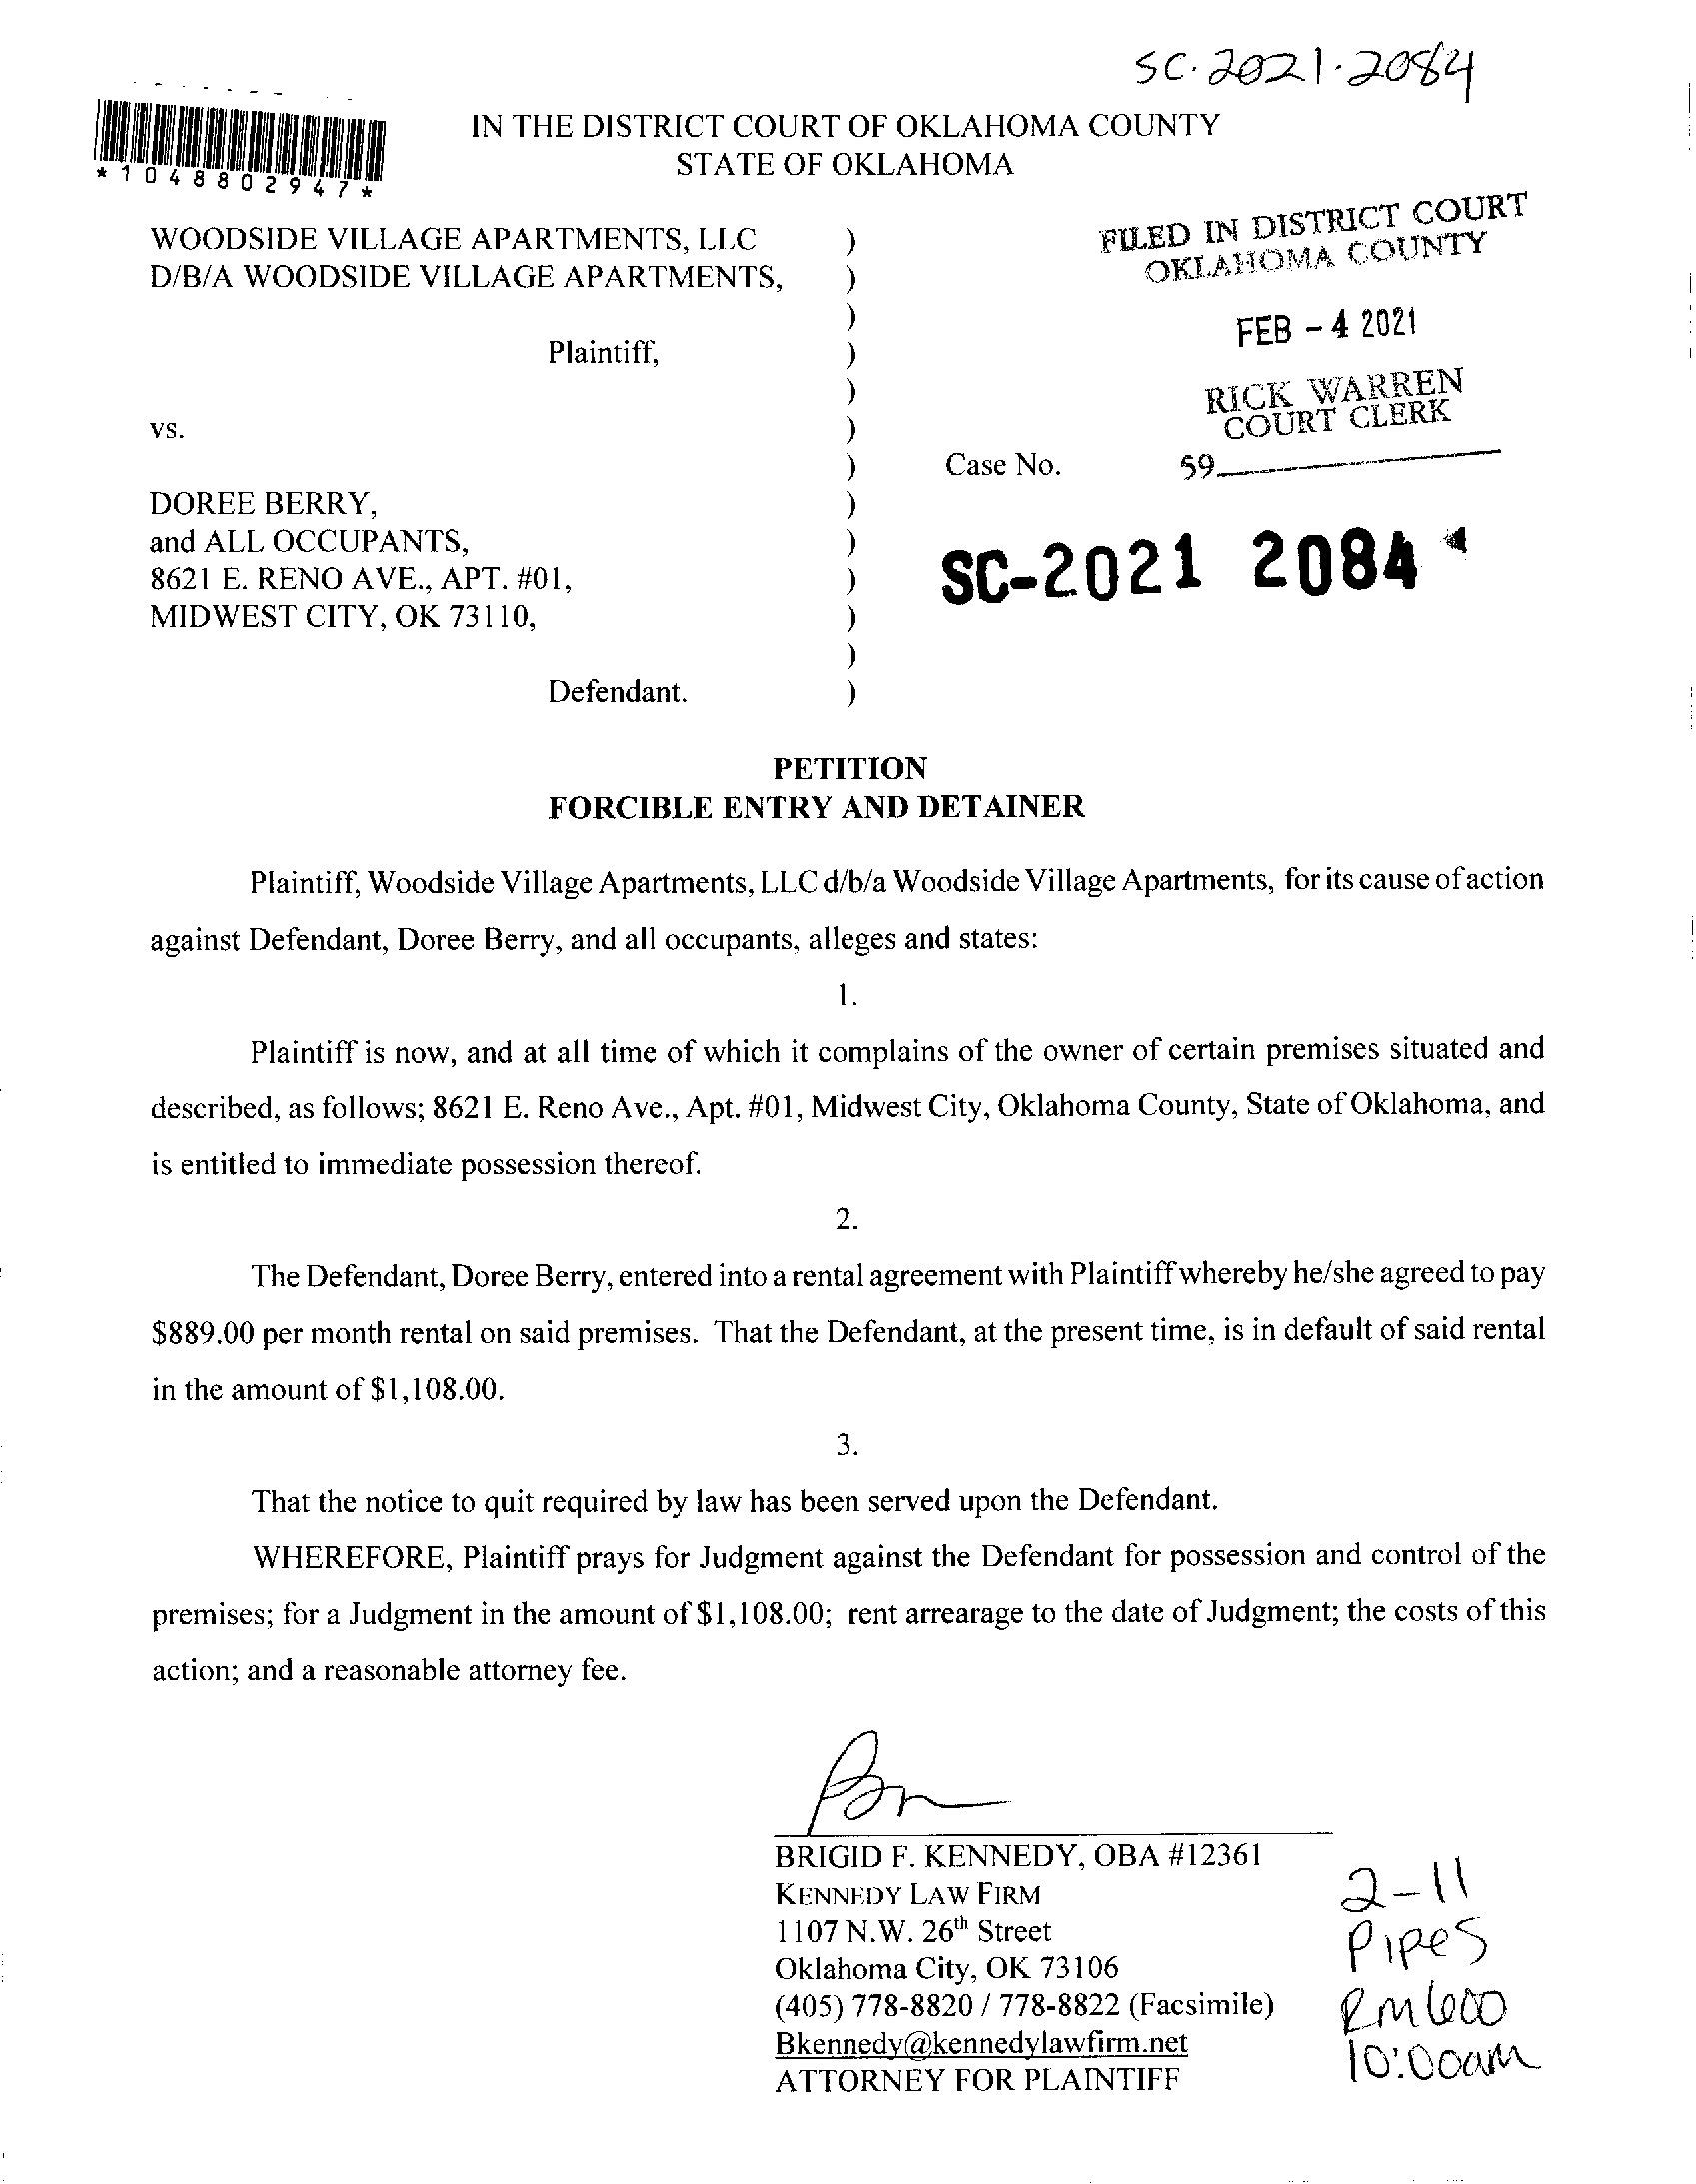 SC-2021-2084
IN THE DISTRICT COURT OF OKLAHOMA COUNTY
STATE OF OKLAHOMA
*1048802947*
WOODSIDE VILLAGE APARTMENTS, LLC )
D/B/A WOODSIDE VILLAGE APARTMENTS, )
)
Plaintiff, )
)
vs. )
)
DOREE BERRY, )
and ALL OCCUPANTS, )
8621 E. RENO AVE., APT. #01, )
MIDWEST CITY, OK 73110, )
)
Defendant. )
FILED IN DISTRICT COURT
OKLAHOMA COUNTY
FEB - 4 2021
RICK WARREN
COURT CLERK
Case No. 59
SC-2021 2084
PETITION
FORCIBLE ENTRY AND DETAINER
Plaintiff, Woodside Village Apartments, LLC d/b/a Woodside Village Apartments, for its cause of action
against Defendant, Doree Berry, and all occupants, alleges and states:
1.
Plaintiff is now, and at all time of which it complains of the owner of certain premises situated and
described, as follows; 8621 E. Reno Ave., Apt. #01, Midwest City, Oklahoma County, State of Oklahoma, and
is entitled to immediate possession thereof.
2.
The Defendant, Doree Berry, entered into a rental agreement with Plaintiff whereby he/she agreed to pay
$889.00 per month rental on said premises. That the Defendant, at the present time, is in default of said rental
in the amount of $1,108.00.
3.
That the notice to quit required by law has been served upon the Defendant.
WHEREFORE, Plaintiff prays for Judgment against the Defendant for possession and control of the
premises; for a Judgment in the amount of $1,108.00; rent arrearage to the date of Judgment; the costs of this
action; and a reasonable attorney fee.
BRIGID F. KENNEDY, OBA #12361
KENNEDY LAW FIRM
1107 N.W. 26th Street
Oklahoma City, OK 73106
(405) 778-8820 / 778-8822 (Facsimile)
Bkennedy@kennedylawfirm.net
ATTORNEY FOR PLAINTIFF
2-11
Pipes
Rm 600
10:00am